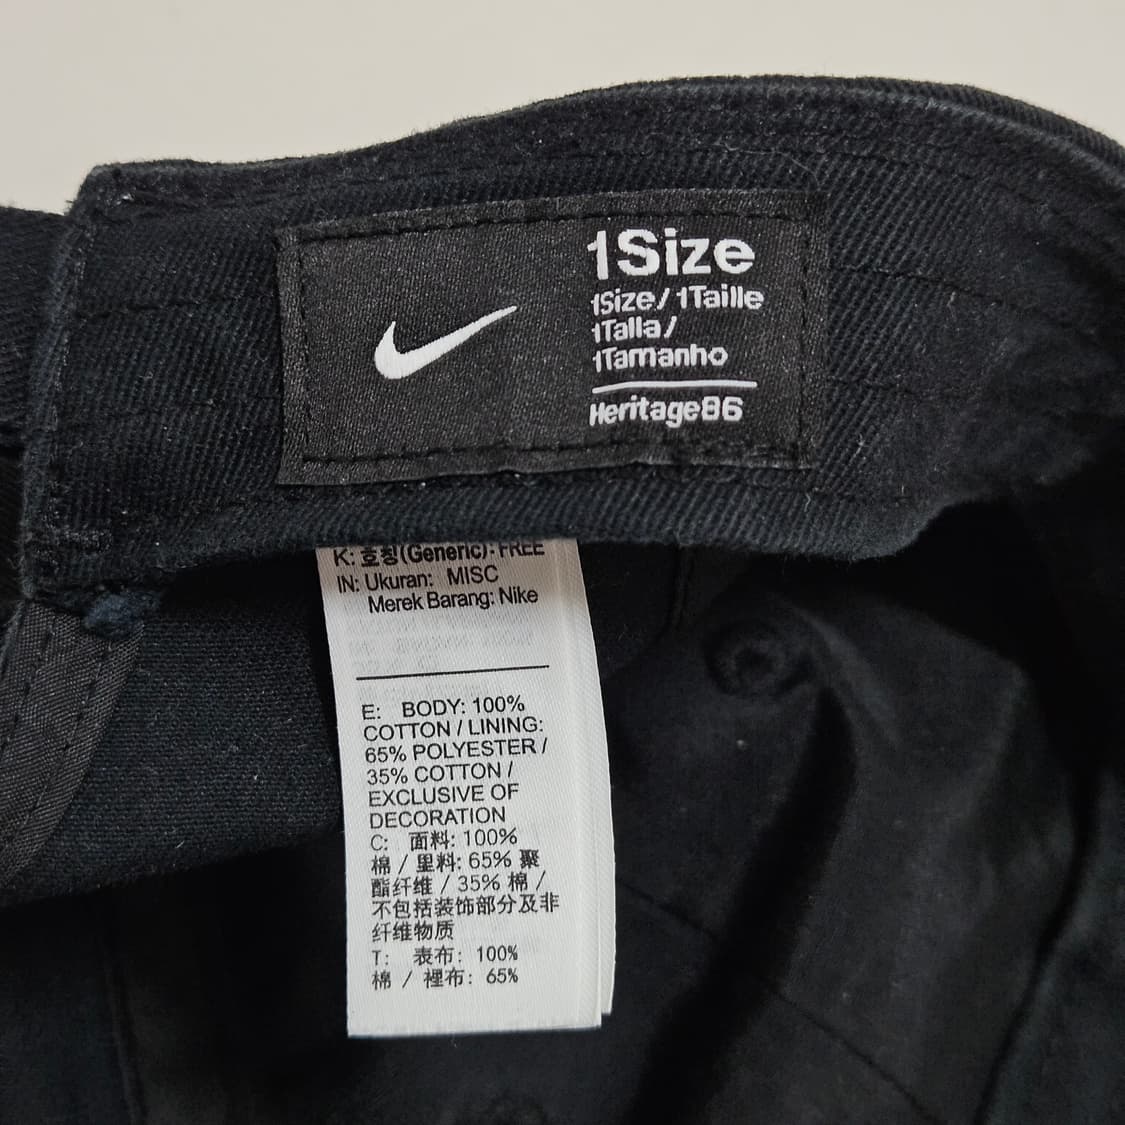 1Size
1Size/1Taille
1Talla/
1Tamanho
Heritage86
K: 호칭(Generic): FREE
IN: Ukuran: MISC
Merek Barang: Nike
E: BODY: 100%
COTTON / LINING:
65% POLYESTER /
35% COTTON /
EXCLUSIVE OF
DECORATION
C: 面料: 100%
棉 / 里料: 65% 聚
酯纤维 / 35% 棉 /
不包括装饰部分及非
纤维物质
T: 表布: 100%
棉 / 裡布: 65%